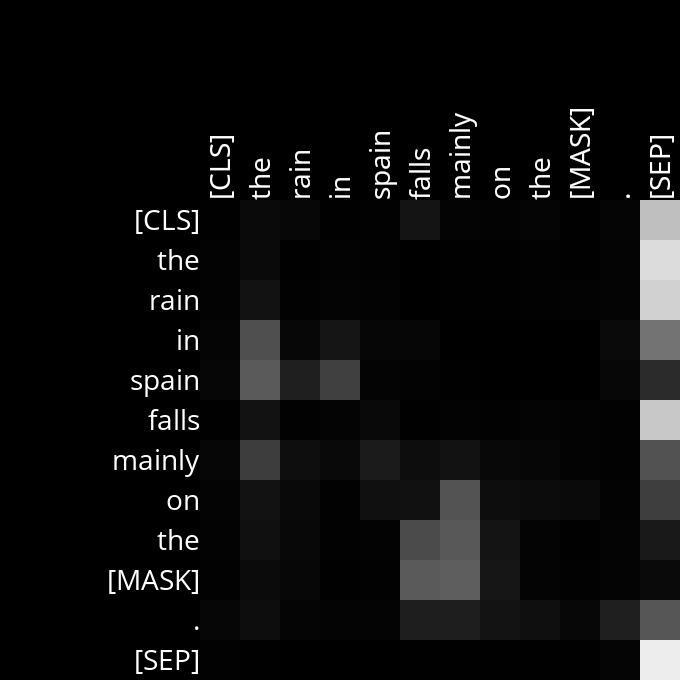 [CLS]
the
rain
in
spain
falls
mainly
on
the
[MASK]
.
[SEP]
[CLS]
the
rain
in
spain
falls
mainly
on
the
[MASK]
.
[SEP]